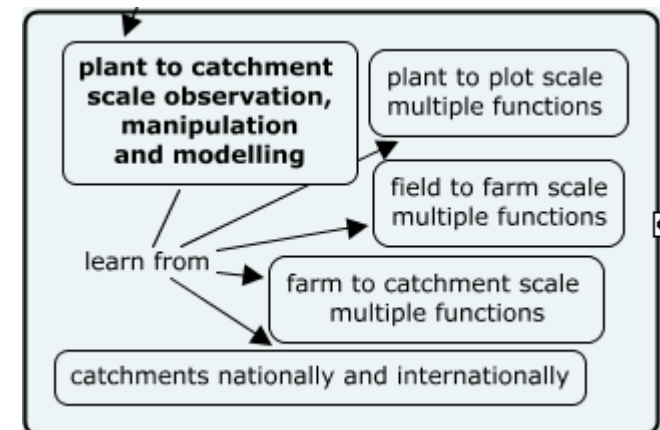 plant to catchment
scale observation,
manipulation
and modelling
plant to plot scale
multiple functions
field to farm scale
multiple functions
learn from
farm to catchment scale
multiple functions
catchments nationally and internationally